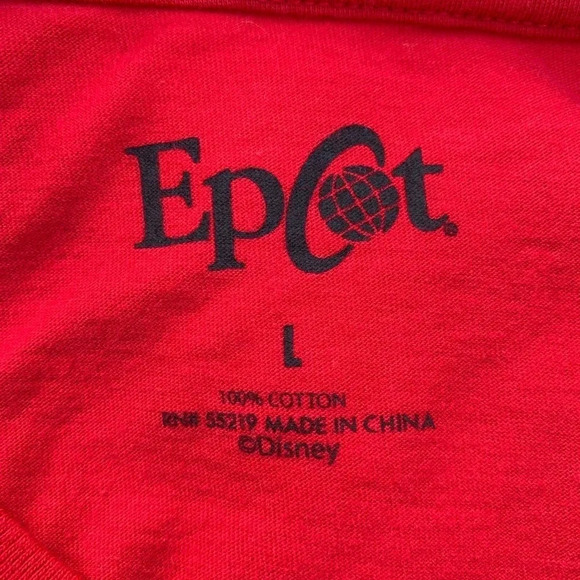 Epcot®
L
100% COTTON
RN# 55219 MADE IN CHINA
©Disney